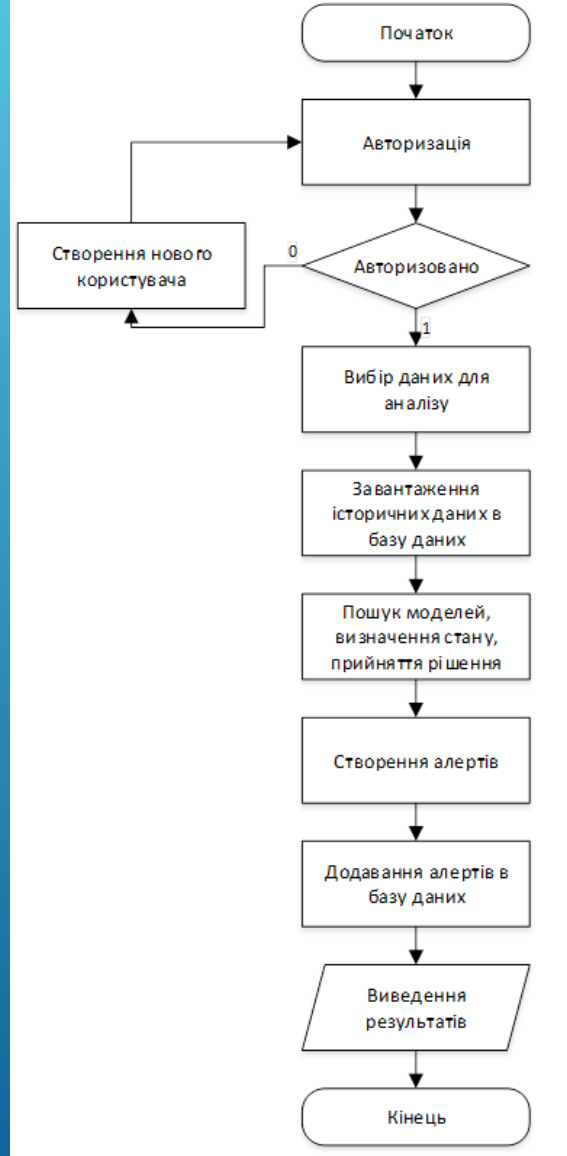 Початок
Авторизація
Створення нового
користувача
0
Авторизовано
1
Вибір даних для
аналізу
Завантаження
історичних даних в
базу даних
Пошук моделей,
визначення стану,
прийняття рішення
Створення алертів
Додавання алертів в
базу даних
Виведення
результатів
Кінець